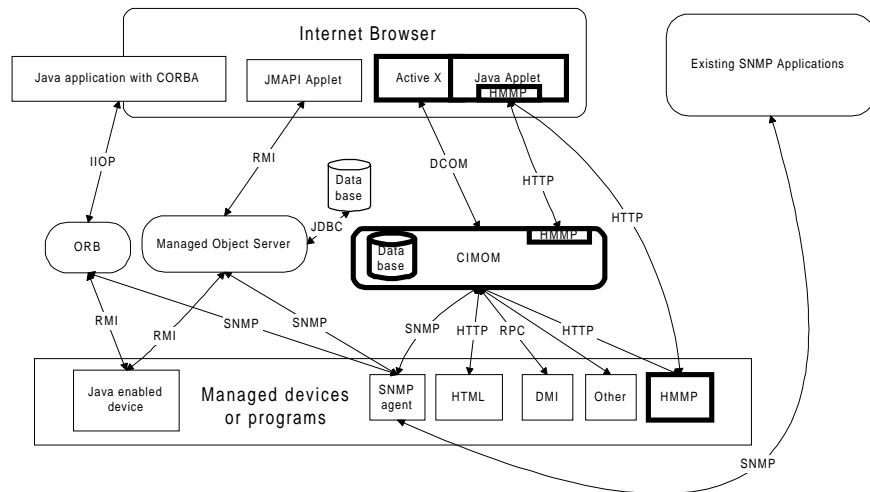 Internet Browser
Java application with CORBA
JMAPI Applet
Active X
Java Applet
HMMP
Existing SNMP Applications
IIOP
RMI
DCOM
HTTP
HTTP
Data
base
JDBC
ORB
Managed Object Server
HMMP
Data
base
CIMOM
RMI
RMI
SNMP
SNMP
SNMP
HTTP
RPC
HTTP
Java enabled
device
Managed devices
or programs
SNMP
agent
HTML
DMI
Other
HMMP
SNMP